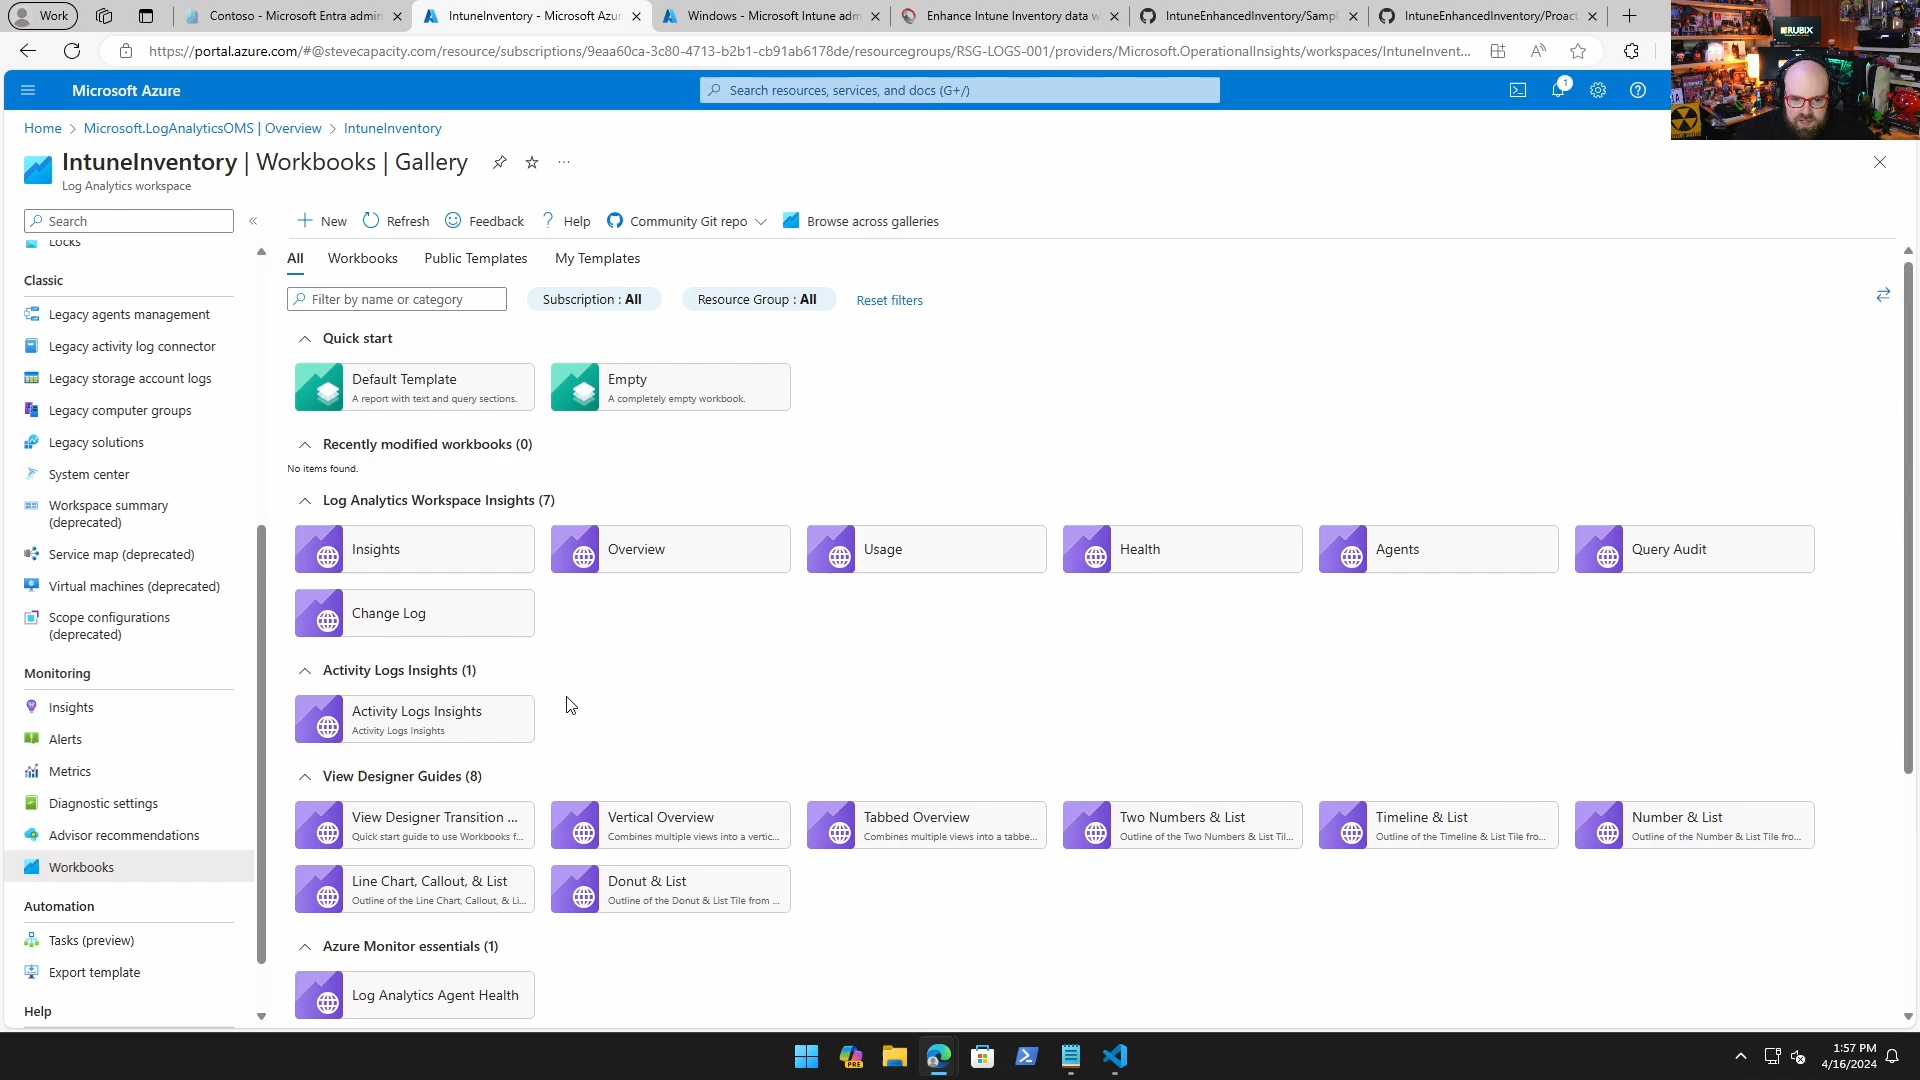 Work
Contoso - Microsoft Entra admin
IntuneInventory - Microsoft Azu
Windows - Microsoft Intune adm
Enhance Intune Inventory data w
IntuneEnhancedInventory/Sampl
IntuneEnhancedInventory/Proact
https://portal.azure.com/#@stevecapacity.com/resource/subscriptions/9eaa60ca-3c80-4713-b2b1-cb91ab6178de/resourcegroups/RSG-LOGS-001/providers/Microsoft.OperationalInsights/workspaces/IntuneInvent...
RUBIX
Microsoft Azure
Search resources, services, and docs (G+/)
1
Home > Microsoft.LogAnalyticsOMS | Overview > IntuneInventory
IntuneInventory | Workbooks | Gallery
Log Analytics workspace
Search
New
Refresh
Feedback
Help
Community Git repo
Browse across galleries
Locks
Classic
Legacy agents management
Legacy activity log connector
Legacy storage account logs
Legacy computer groups
Legacy solutions
System center
Workspace summary
(deprecated)
Service map (deprecated)
Virtual machines (deprecated)
Scope configurations
(deprecated)
Monitoring
Insights
Alerts
Metrics
Diagnostic settings
Advisor recommendations
Workbooks
Automation
Tasks (preview)
Export template
Help
All
Workbooks
Public Templates
My Templates
Filter by name or category
Subscription : All
Resource Group : All
Reset filters
Quick start
Default Template
A report with text and query sections.
Empty
A completely empty workbook.
Recently modified workbooks (0)
No items found.
Log Analytics Workspace Insights (7)
Insights
Overview
Usage
Health
Agents
Query Audit
Change Log
Activity Logs Insights (1)
Activity Logs Insights
Activity Logs Insights
View Designer Guides (8)
View Designer Transition ...
Quick start guide to use Workbooks f...
Vertical Overview
Combines multiple views into a vertic...
Tabbed Overview
Combines multiple views into a tabbe...
Two Numbers & List
Outline of the Two Numbers & List Til...
Timeline & List
Outline of the Timeline & List Tile fro...
Number & List
Outline of the Number & List Tile fro...
Line Chart, Callout, & List
Outline of the Line Chart, Callout, & Li...
Donut & List
Outline of the Donut & List Tile from ...
Azure Monitor essentials (1)
Log Analytics Agent Health
PRE
1:57 PM
4/16/2024